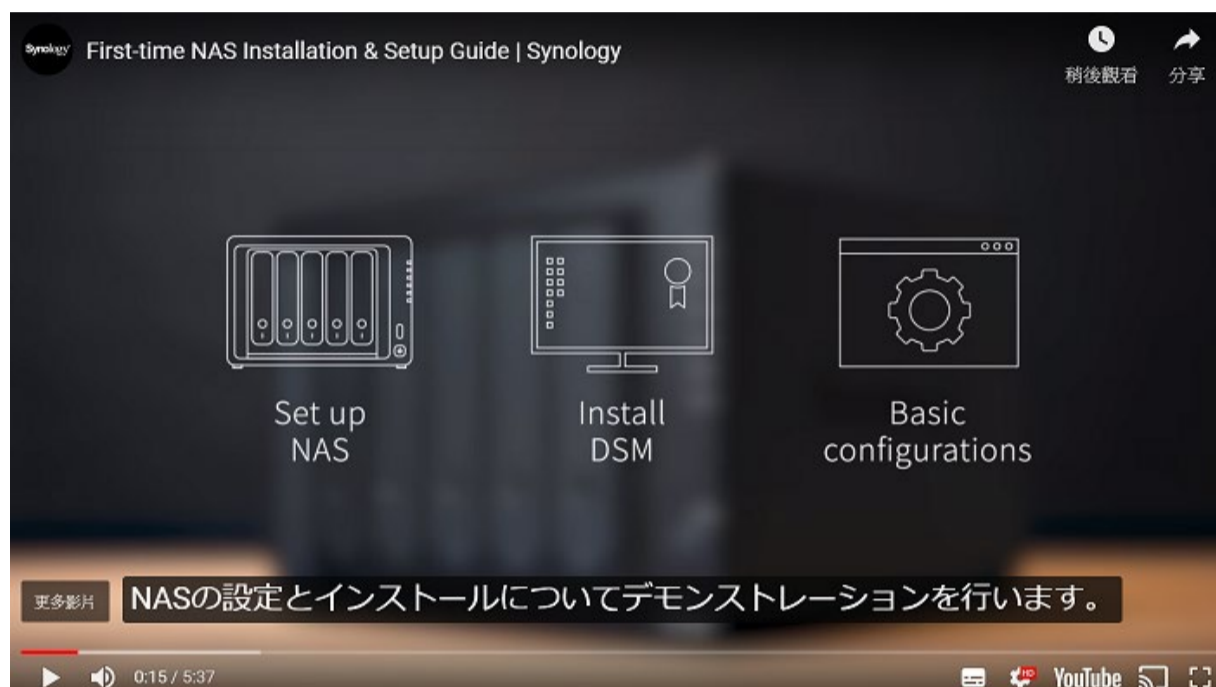 Synology
First-time NAS Installation & Setup Guide | Synology
稍後觀看
分享
Set up
NAS
Install
DSM
Basic
configurations
更多影片
NASの設定とインストールについてデモンストレーションを行います。
0:15 / 5:37
HD
YouTube